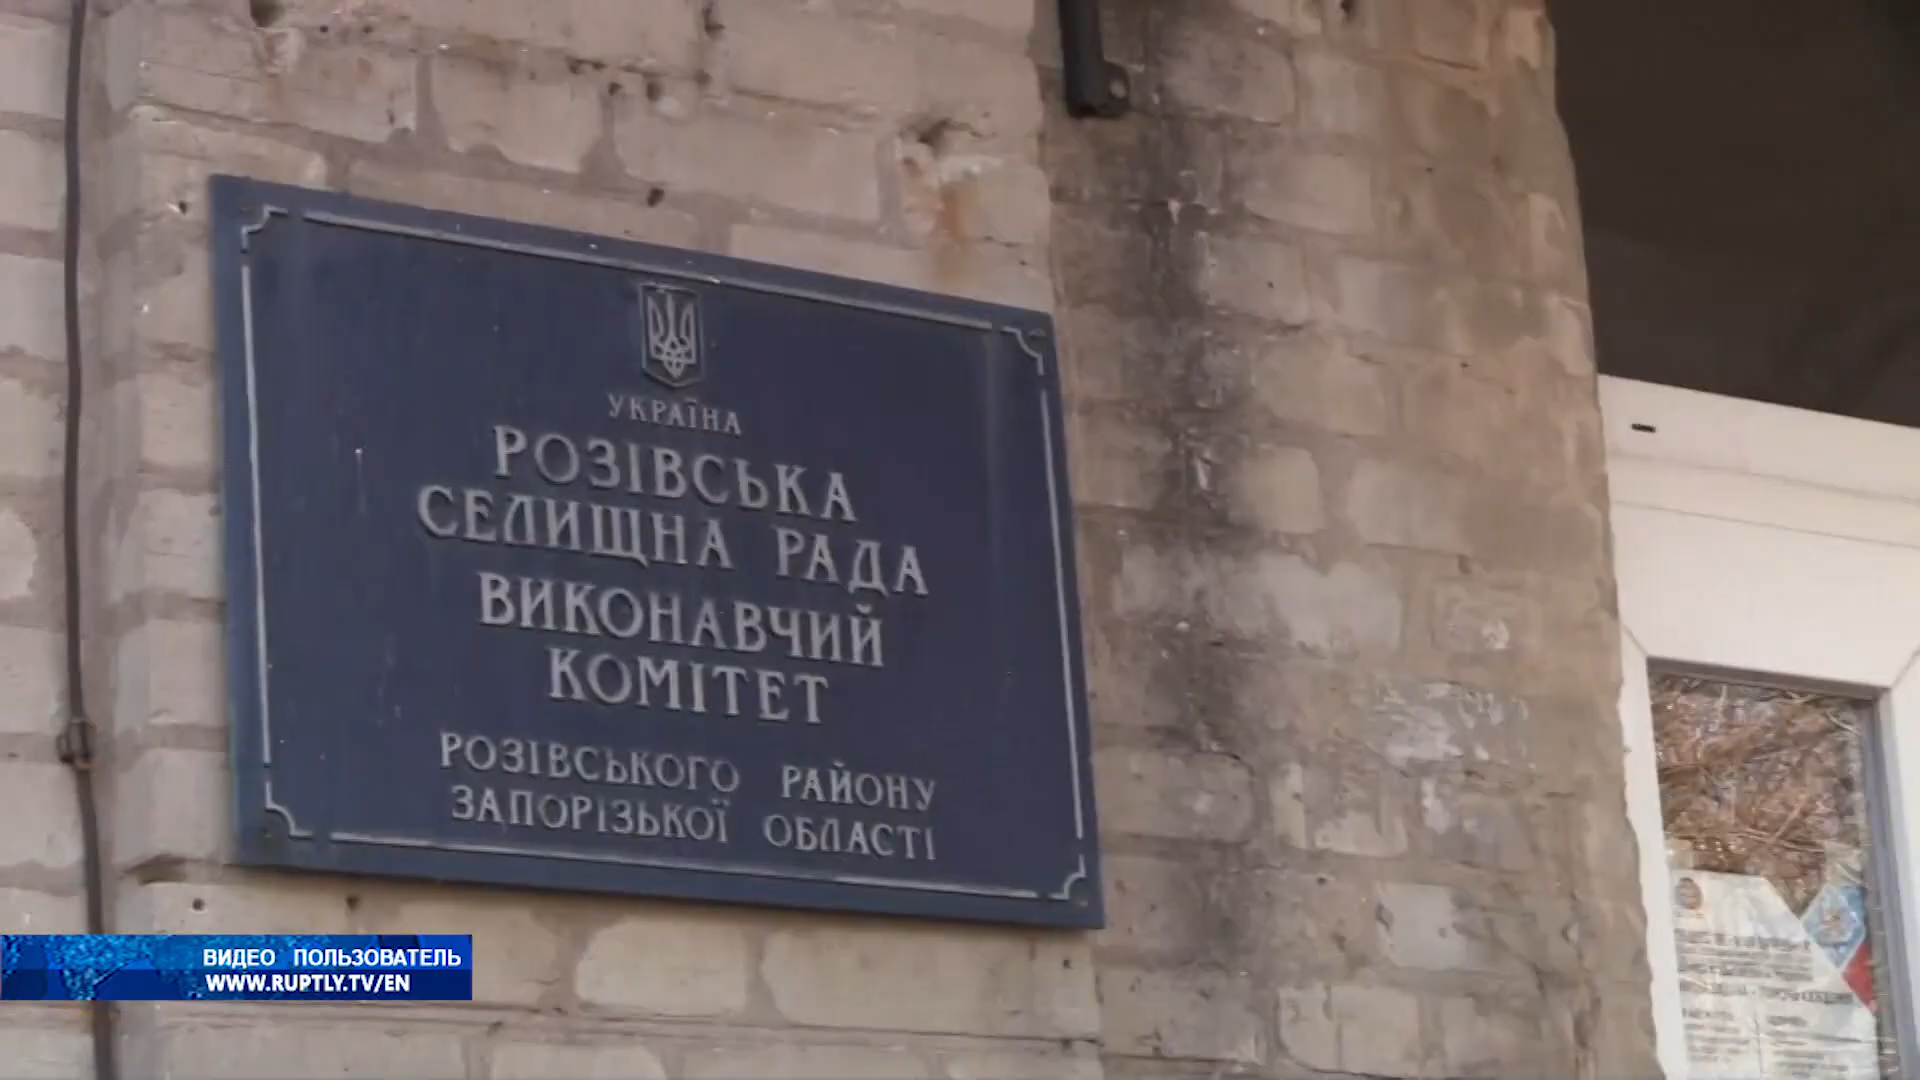 УКРАЇНА
РОЗІВСЬКА
СЕЛИЩНА РАДА
ВИКОНАВЧИЙ
КОМІТЕТ
РОЗІВСЬКОГО РАЙОНУ
ЗАПОРІЗЬКОЇ ОБЛАСТІ
ВИДЕО ПОЛЬЗОВАТЕЛЬ
WWW.RUPTLY.TV/EN